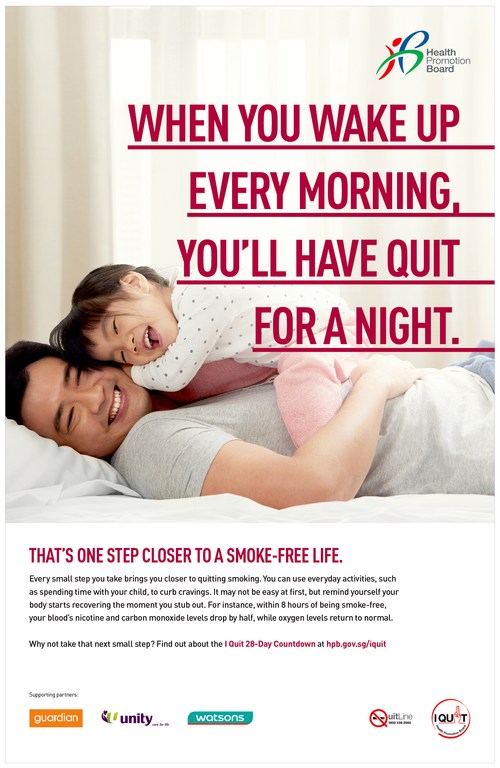 Health
Promotion
Board
WHEN YOU WAKE UP
EVERY MORNING,
YOU'LL HAVE QUIT
FOR A NIGHT.
THAT'S ONE STEP CLOSER TO A SMOKE-FREE LIFE.
Every small step you take brings you closer to quitting smoking. You can use everyday activities, such
as spending time with your child, to curb cravings. It may not be easy at first, but remind yourself your
body starts recovering the moment you stub out. For instance, within 8 hours of being smoke-free,
your blood's nicotine and carbon monoxide levels drop by half, while oxygen levels return to normal.
Why not take that next small step? Find out about the I Quit 28-Day Countdown at hpb.gov.sg/iquit
Supporting partners:
guardian
unity
watsons
QuitLine
I QUIT